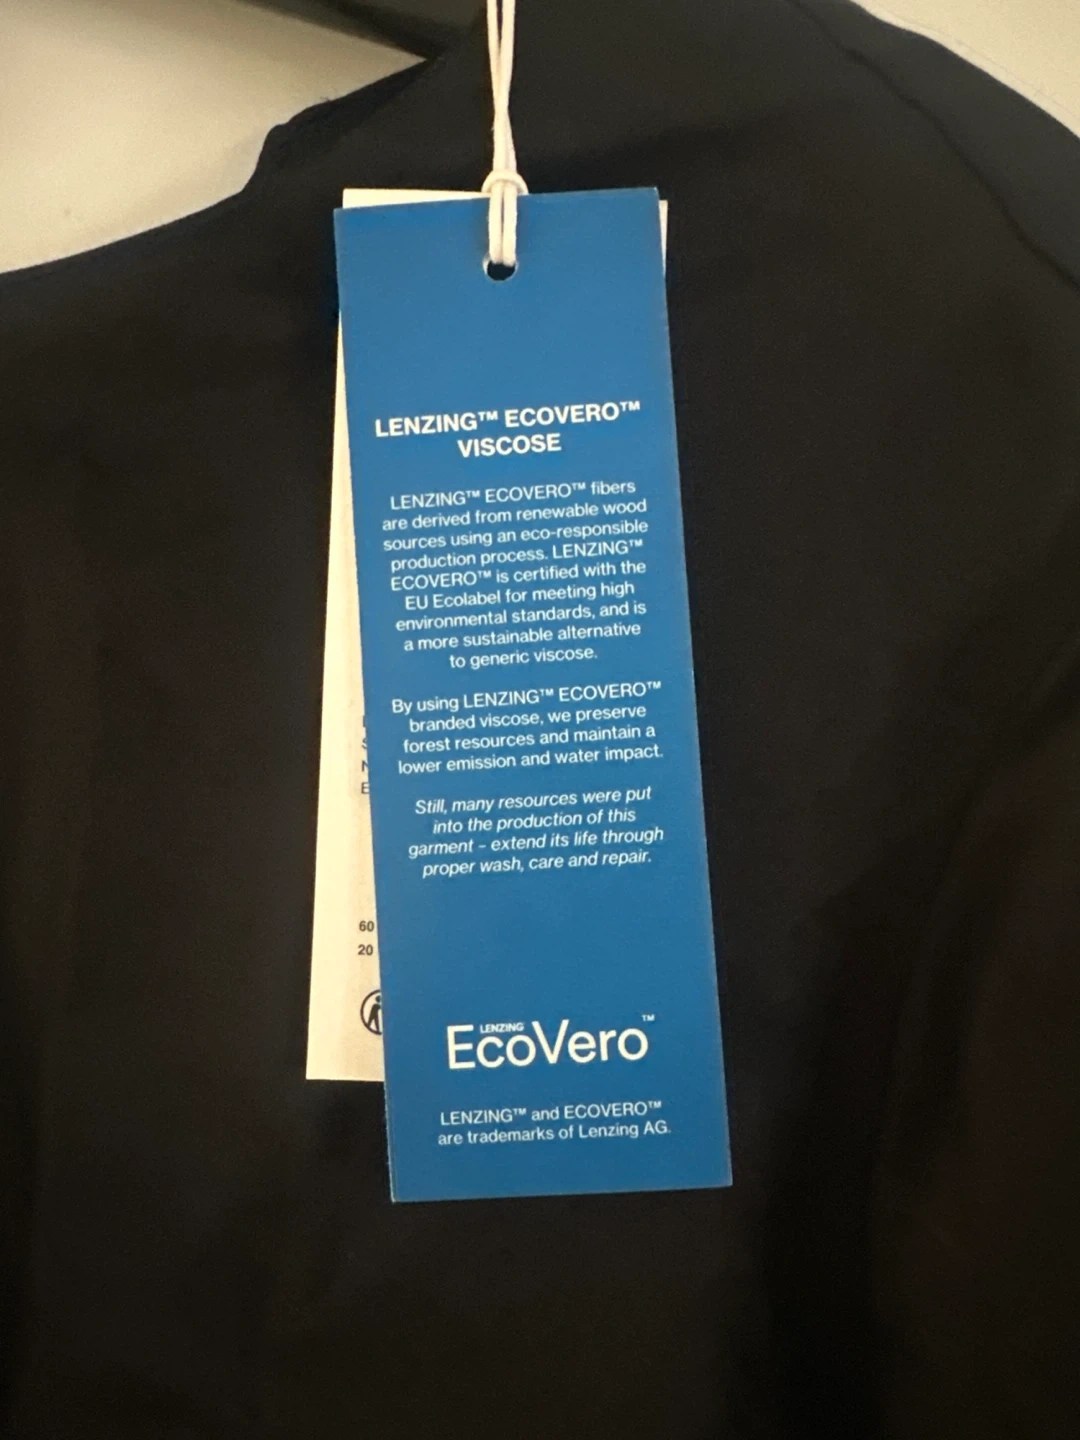 LENZING™ ECOVERO™
VISCOSE
LENZING™ ECOVERO™ fibers
are derived from renewable wood
sources using an eco-responsible
production process. LENZING™
ECOVERO™ is certified with the
EU Ecolabel for meeting high
environmental standards, and is
a more sustainable alternative
to generic viscose.
By using LENZING™ ECOVERO™
branded viscose, we preserve
forest resources and maintain a
lower emission and water impact.
Still, many resources were put
into the production of this
garment – extend its life through
proper wash, care and repair.
60
20
LENZING
EcoVero™
LENZING™ and ECOVERO™
are trademarks of Lenzing AG.